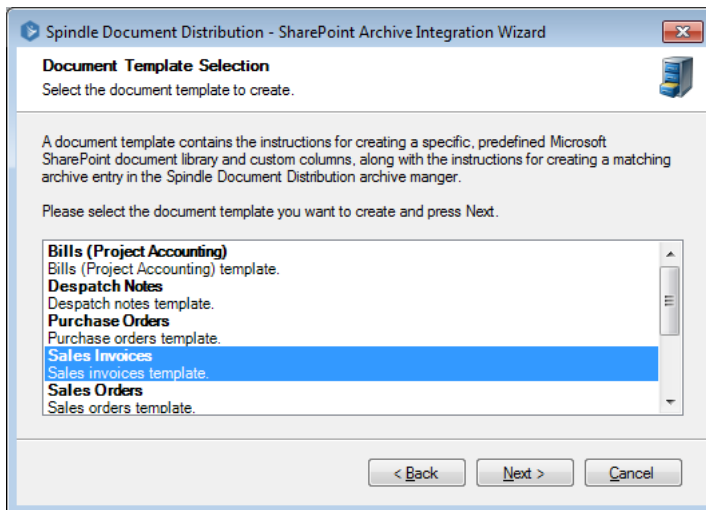 Spindle Document Distribution - SharePoint Archive Integration Wizard
Document Template Selection
Select the document template to create.
A document template contains the instructions for creating a specific, predefined Microsoft
SharePoint document library and custom columns, along with the instructions for creating a matching
archive entry in the Spindle Document Distribution archive manger.
Please select the document template you want to create and press Next.
Bills (Project Accounting)
Bills (Project Accounting) template.
Despatch Notes
Despatch notes template.
Purchase Orders
Purchase orders template.
Sales Invoices
Sales invoices template.
Sales Orders
Sales orders template.
< Back Next > Cancel